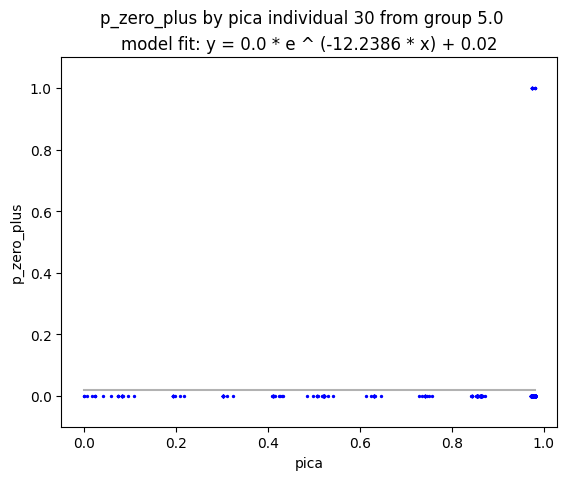 p_zero_plus by pica individual 30 from group 5.0
model fit: y = 0.0 * e ^ (-12.2386 * x) + 0.02
1.0
0.8
0.6
0.4
0.2
0.0
p_zero_plus
0.0 0.2 0.4 0.6 0.8 1.0
pica